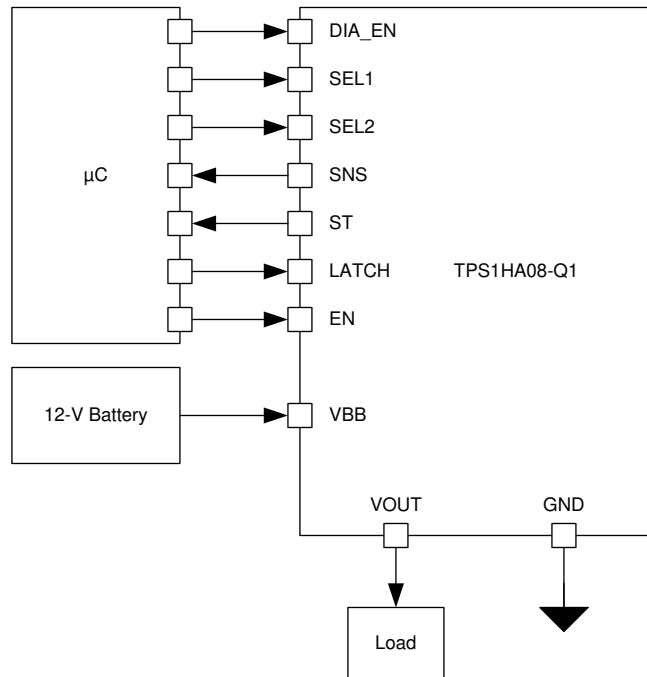 DIA_EN
SEL1
SEL2
µC
SNS
ST
LATCH
TPS1HA08-Q1
EN
12-V Battery
VBB
VOUT
GND
Load